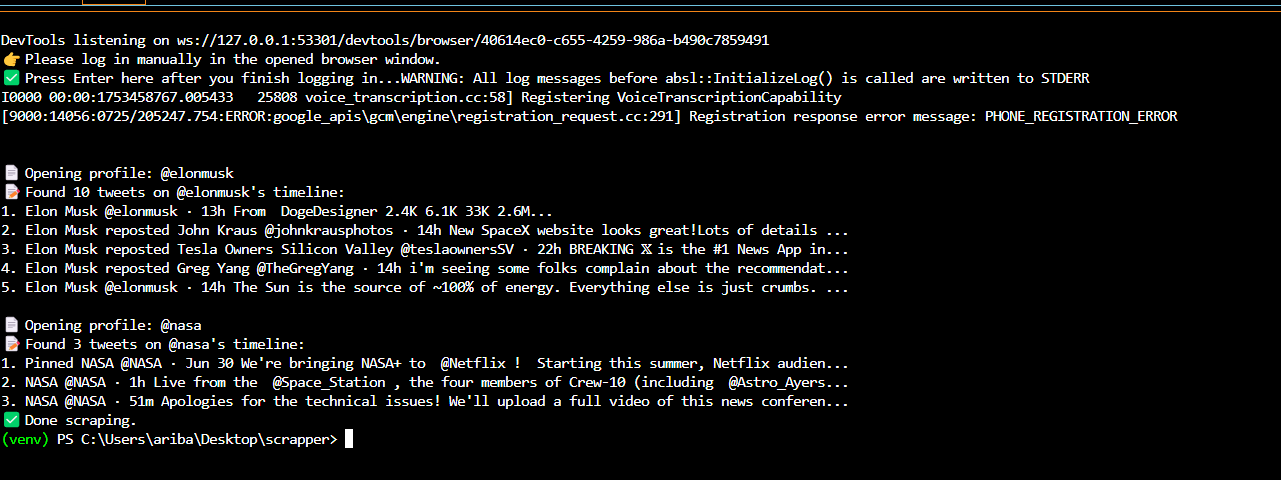 DevTools listening on ws://127.0.0.1:53301/devtools/browser/40614ec0-c655-4259-986a-b490c7859491
👉 Please log in manually in the opened browser window.
✅ Press Enter here after you finish logging in...WARNING: All log messages before absl::InitializeLog() is called are written to STDERR
I0000 00:00:1753458767.005433   25808 voice_transcription.cc:58] Registering VoiceTranscriptionCapability
[9000:14056:0725/205247.754:ERROR:google_apis\gcm\engine\registration_request.cc:291] Registration response error message: PHONE_REGISTRATION_ERROR
📄 Opening profile: @elonmusk
📝 Found 10 tweets on @elonmusk's timeline:
1. Elon Musk @elonmusk · 13h From  DogeDesigner 2.4K 6.1K 33K 2.6M...
2. Elon Musk reposted John Kraus @johnkrausphotos · 14h New SpaceX website looks great!Lots of details ...
3. Elon Musk reposted Tesla Owners Silicon Valley @teslaownersSV · 22h BREAKING 𝕏 is the #1 News App in...
4. Elon Musk reposted Greg Yang @TheGregYang · 14h i'm seeing some folks complain about the recommendat...
5. Elon Musk @elonmusk · 14h The Sun is the source of ~100% of energy. Everything else is just crumbs. ...
📄 Opening profile: @nasa
📝 Found 3 tweets on @nasa's timeline:
1. Pinned NASA @NASA · Jun 30 We're bringing NASA+ to  @Netflix !  Starting this summer, Netflix audien...
2. NASA @NASA · 1h Live from the  @Space_Station , the four members of Crew-10 (including  @Astro_Ayers...
3. NASA @NASA · 51m Apologies for the technical issues! We'll upload a full video of this news conferen...
✅ Done scraping.
(venv) PS C:\Users\ariba\Desktop\scrapper>